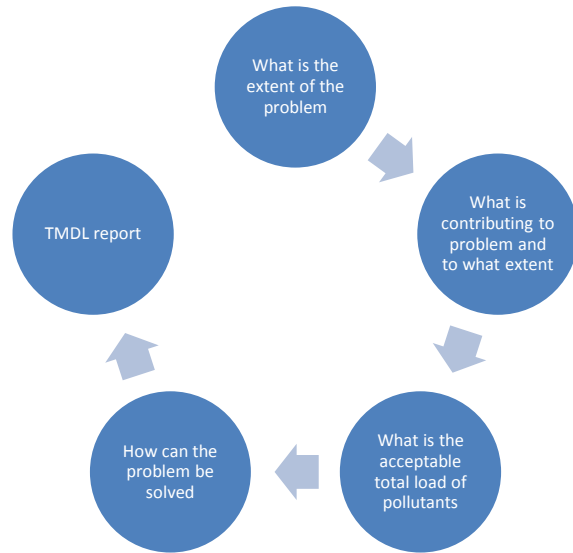 What is the
extent of the
problem
What is
contributing to
problem and
to what extent
What is the
acceptable
total load of
pollutants
How can the
problem be
solved
TMDL report